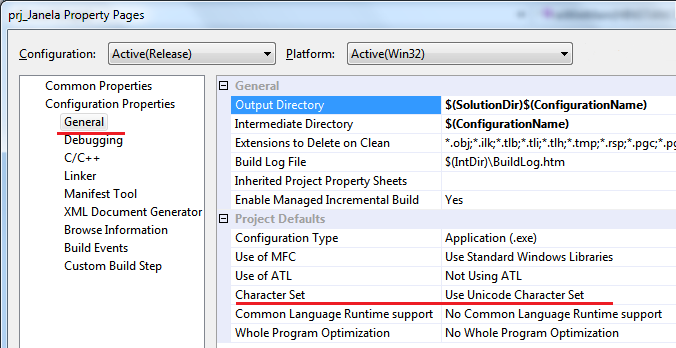 prj_Janela Property Pages
Configuration: Active(Release) Platform: Active(Win32)
Common Properties
Configuration Properties
General
Debugging
C/C++
Linker
Manifest Tool
XML Document Generator
Browse Information
Build Events
Custom Build Step
General
Output Directory $(SolutionDir)$(ConfigurationName)
Intermediate Directory $(ConfigurationName)
Extensions to Delete on Clean *.obj;*.ilk;*.tlb;*.tli;*.tlh;*.tmp;*.rsp;*.pgc;*.pg
Build Log File $(IntDir)\BuildLog.htm
Inherited Project Property Sheets
Enable Managed Incremental Build Yes
Project Defaults
Configuration Type Application (.exe)
Use of MFC Use Standard Windows Libraries
Use of ATL Not Using ATL
Character Set Use Unicode Character Set
Common Language Runtime support No Common Language Runtime support
Whole Program Optimization No Whole Program Optimization